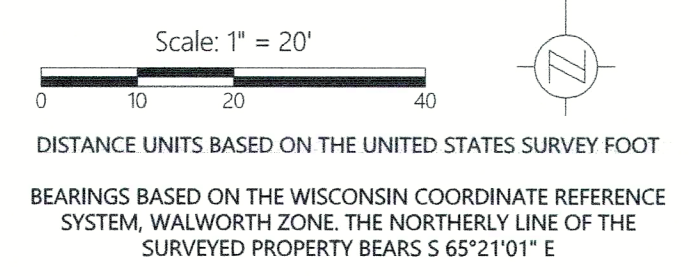 Scale: 1" = 20'
N
0 10 20 40
DISTANCE UNITS BASED ON THE UNITED STATES SURVEY FOOT
BEARINGS BASED ON THE WISCONSIN COORDINATE REFERENCE
SYSTEM, WALWORTH ZONE. THE NORTHERLY LINE OF THE
SURVEYED PROPERTY BEARS S 65°21'01" E